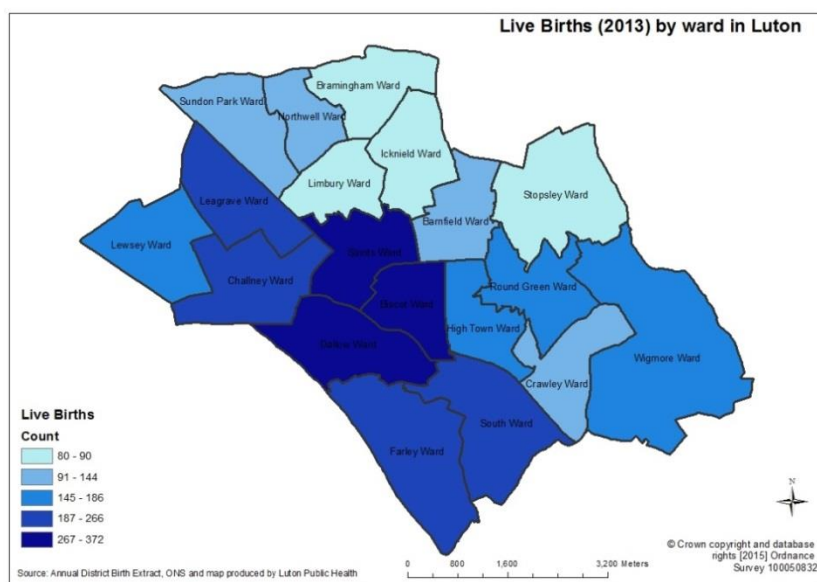 Live Births (2013) by ward in Luton
Bramingham Ward
Sundon Park Ward
Northwell Ward
Icknield Ward
Limbury Ward
Stopsley Ward
Leagrave Ward
Barnfield Ward
Lewsey Ward
Saints Ward
Challney Ward
Round Green Ward
Biscot Ward
High Town Ward
Dallow Ward
Wigmore Ward
Crawley Ward
South Ward
Farley Ward
Live Births
Count
80 - 90
91 - 144
145 - 186
187 - 266
267 - 372
N
© Crown copyright and database
rights [2015] Ordnance
Survey 100050832
0 800 1,600 3,200 Meters
Source: Annual District Birth Extract, ONS and map produced by Luton Public Health